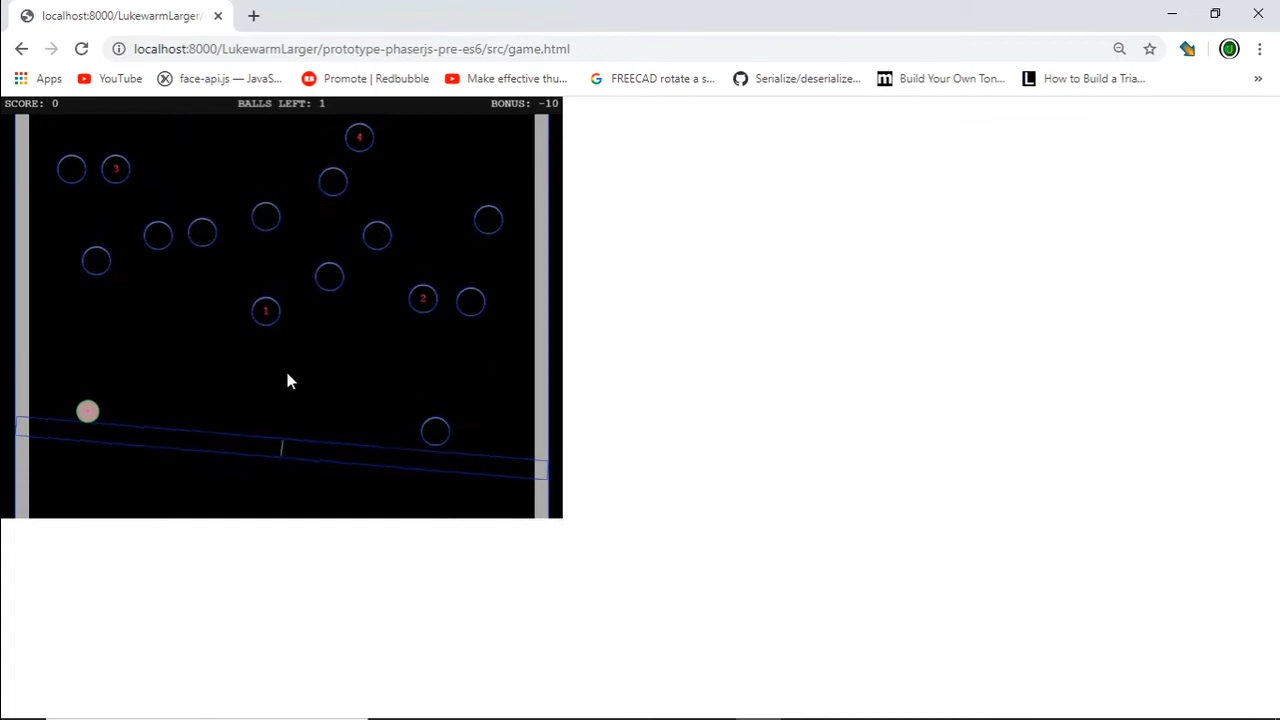 localhost:8000/LukewarmLarger/
localhost:8000/LukewarmLarger/prototype-phaserjs-pre-es6/src/game.html
Apps YouTube face-api.js — JavaS... Promote | Redbubble Make effective thu... FREECAD rotate a s... Serialize/deserialize... Build Your Own Ton... How to Build a Tria... »
SCORE: 0 BALLS LEFT: 1 BONUS: -10
4
3
2
1